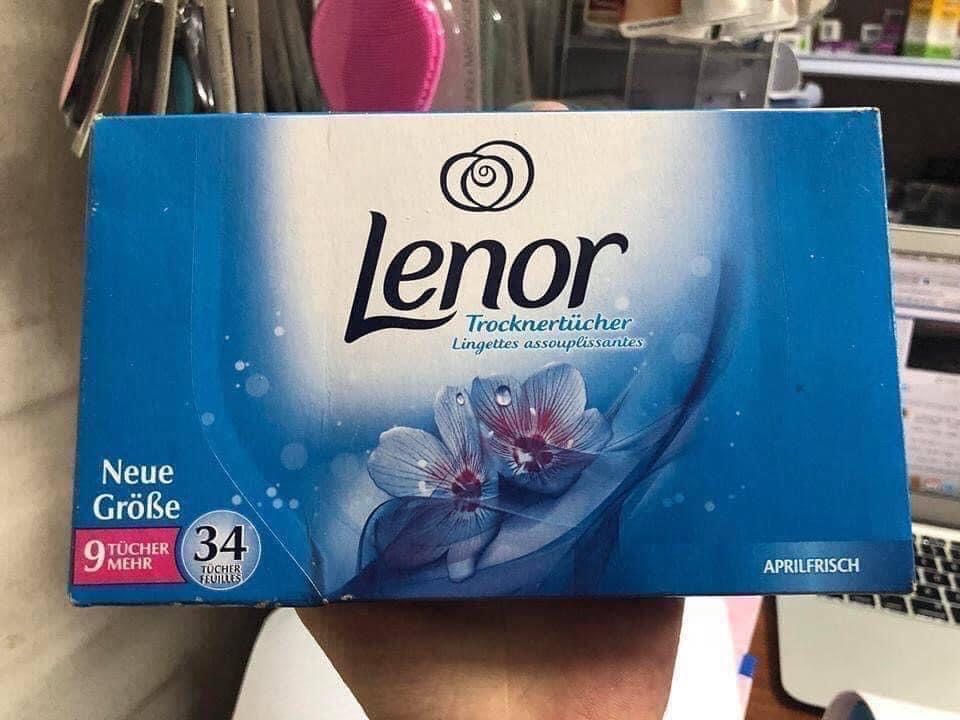 Lenor
Trocknertücher
Lingettes assouplissantes
Neue
Größe
9 TÜCHER
MEHR
34
TÜCHER
FEUILLES
APRILFRISCH